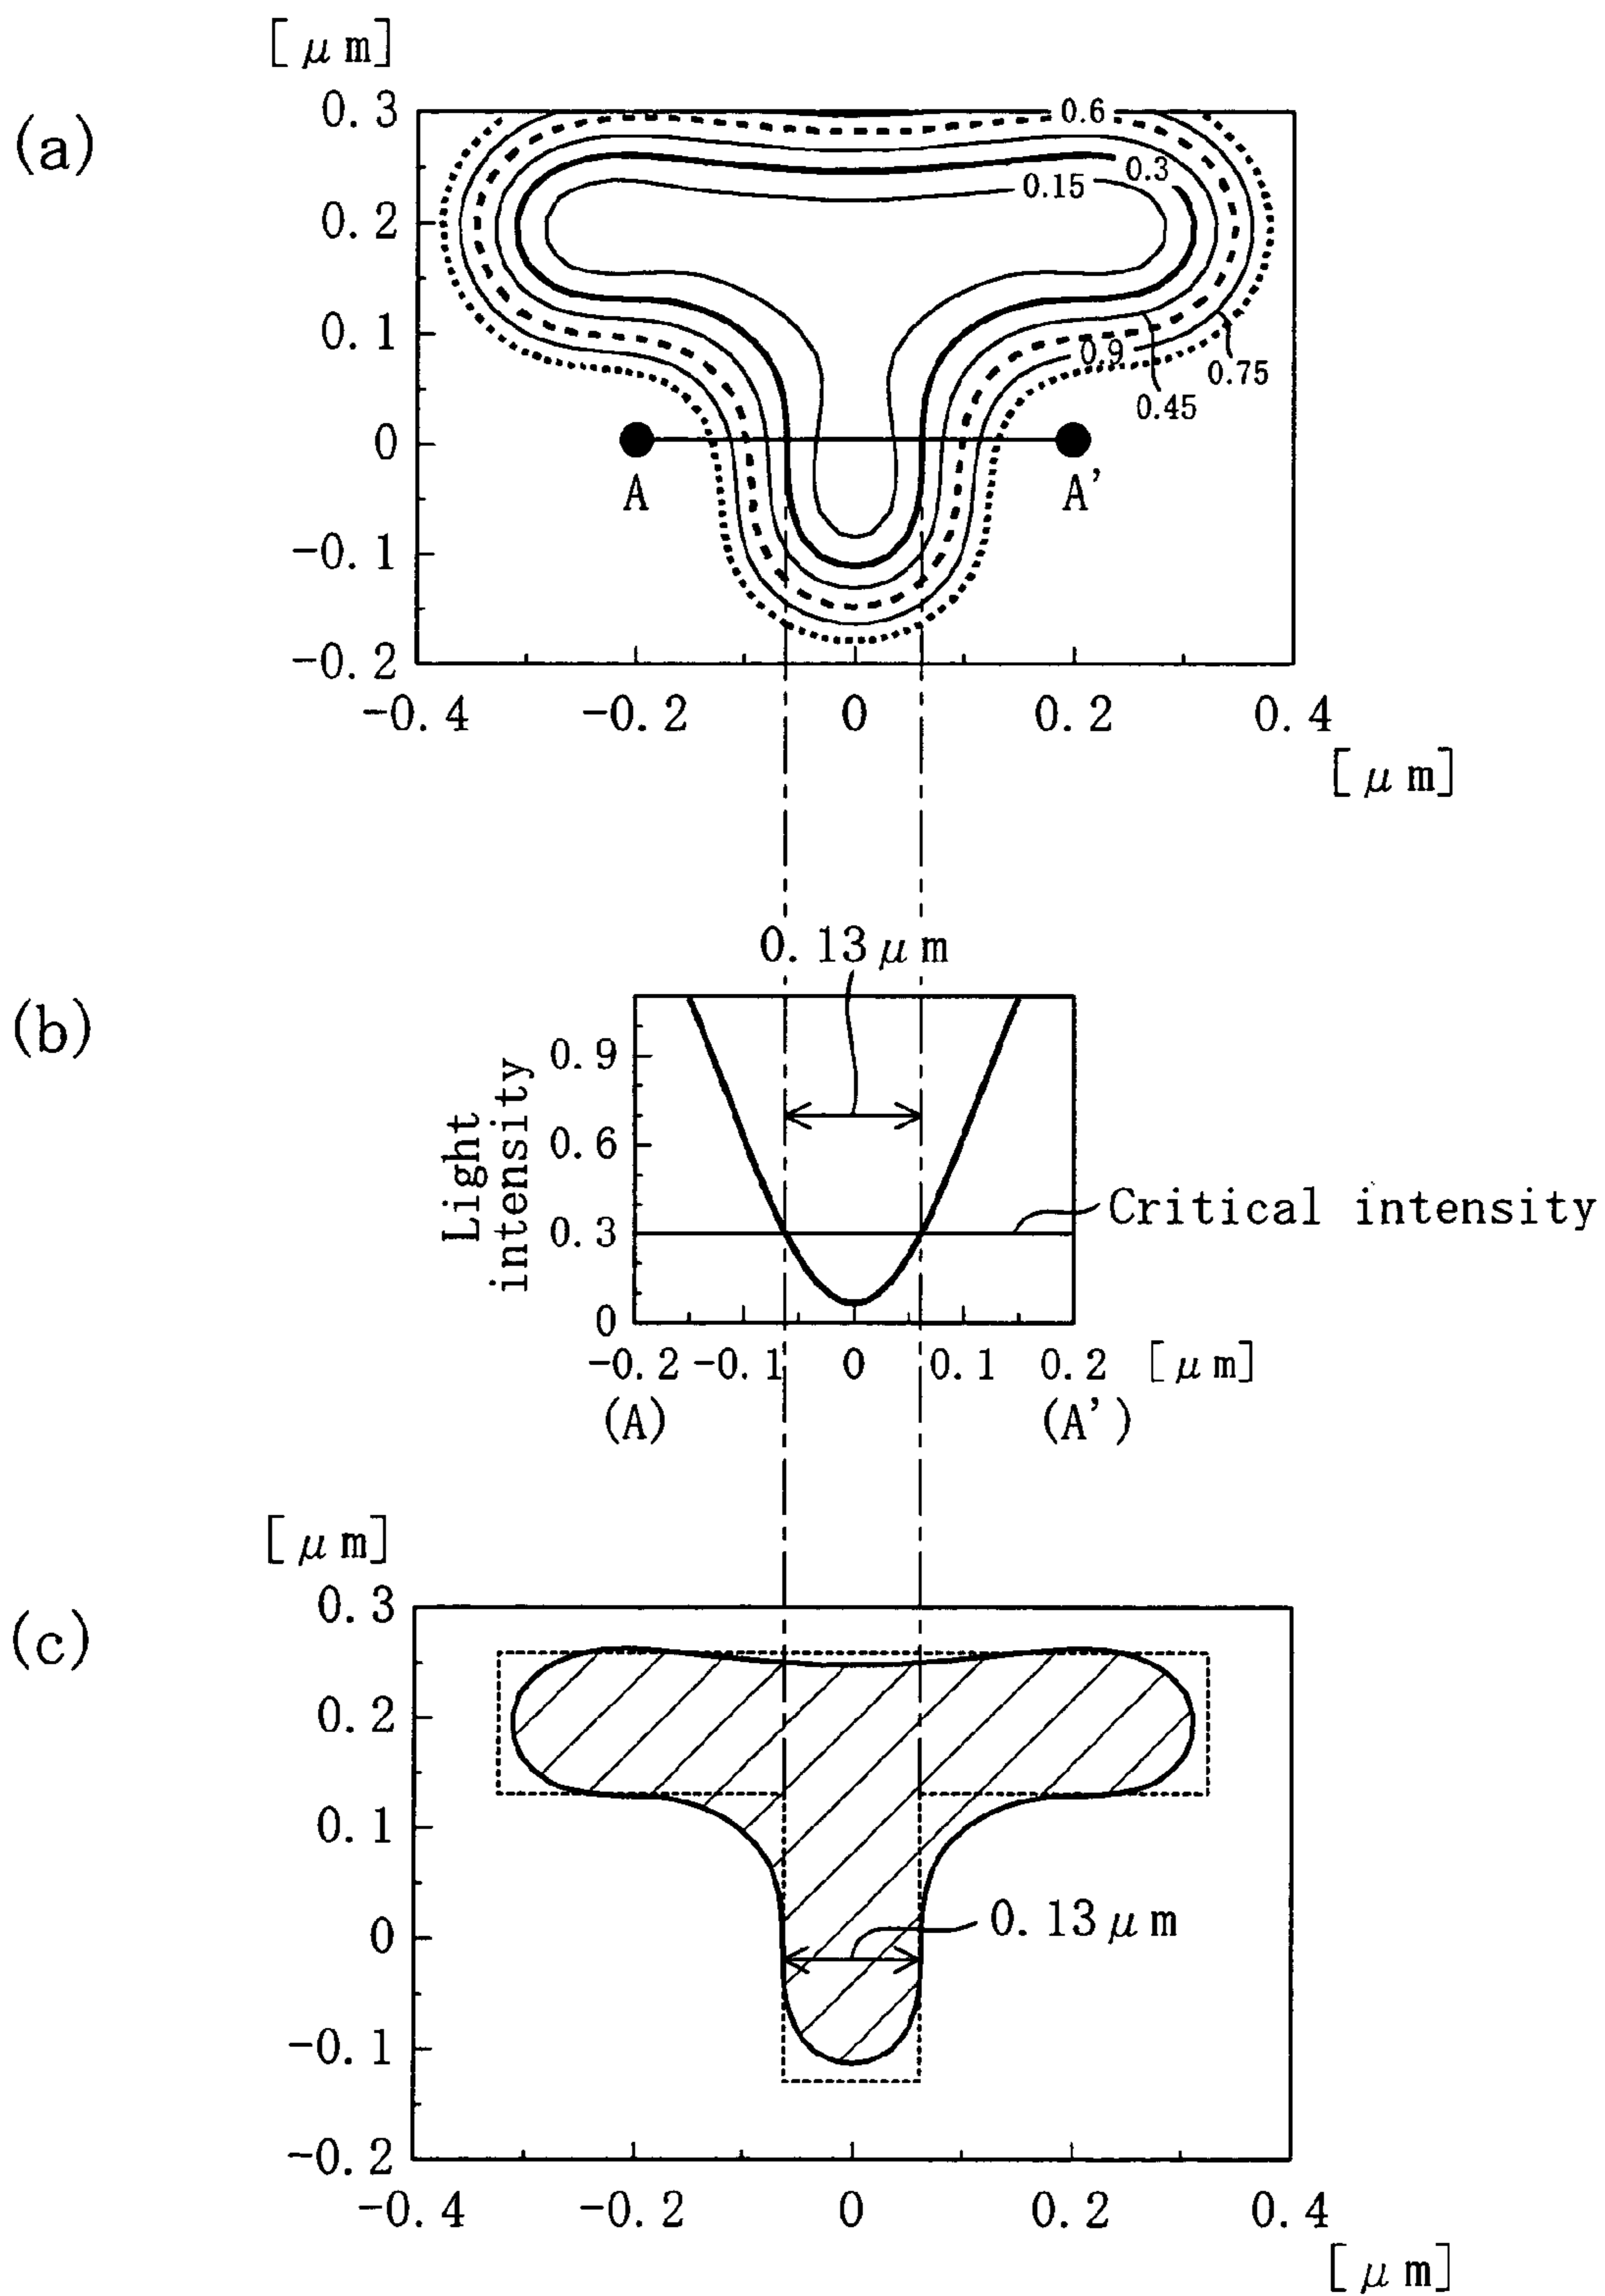 (a)
[μm]
0.3
0.2
0.1
0
-0.1
-0.2
-0.4
-0.2
0
0.2
0.4
[μm]
0.6
0.3
0.15
0.9
0.75
0.45
A
A'
(b)
0.13μm
Light
intensity
0.9
0.6
0.3
0
Critical intensity
-0.2
-0.1
0
0.1
0.2
[μm]
(A)
(A')
(c)
[μm]
0.3
0.2
0.1
0
-0.1
-0.2
0.13μm
-0.4
-0.2
0
0.2
0.4
[μm]